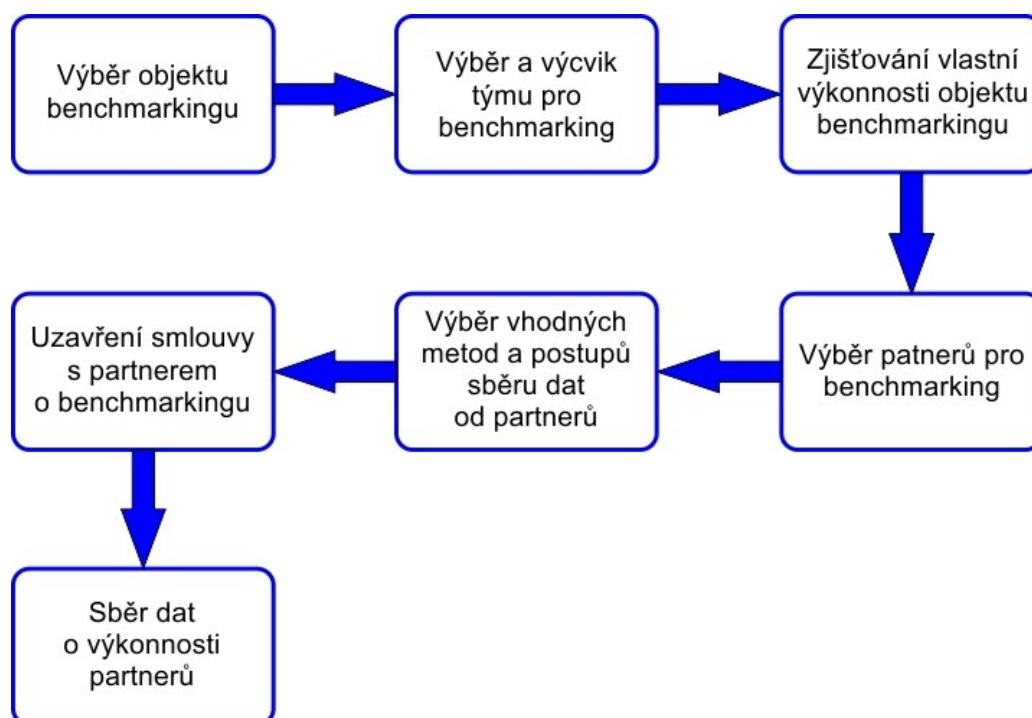 Výběr objektu
benchmarkingu
Výběr a výcvik
týmu pro
benchmarking
Zjišťování vlastní
výkonnosti objektu
benchmarkingu
Výběr patnerů pro
benchmarking
Výběr vhodných
metod a postupů
sběru dat
od partnerů
Uzavření smlouvy
s partnerem
o benchmarkingu
Sběr dat
o výkonnosti
partnerů